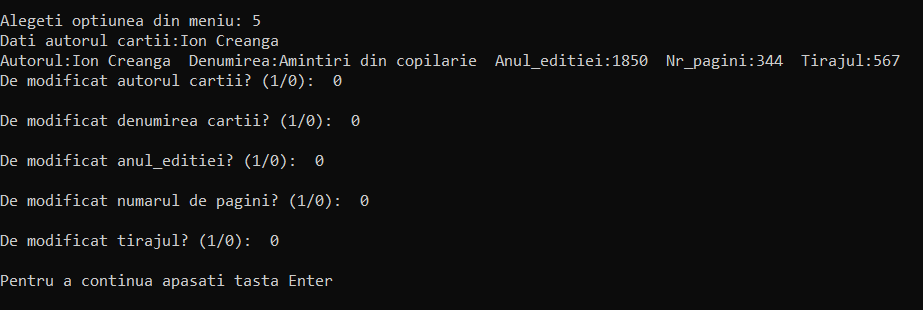 Alegeti optiunea din meniu: 5
Dati autorul cartii:Ion Creanga
Autorul:Ion Creanga  Denumirea:Amintiri din copilarie  Anul_editiei:1850  Nr_pagini:344  Tirajul:567
De modificat autorul cartii? (1/0):  0
De modificat denumirea cartii? (1/0):  0
De modificat anul_editiei? (1/0):  0
De modificat numarul de pagini? (1/0):  0
De modificat tirajul? (1/0):  0
Pentru a continua apasati tasta Enter